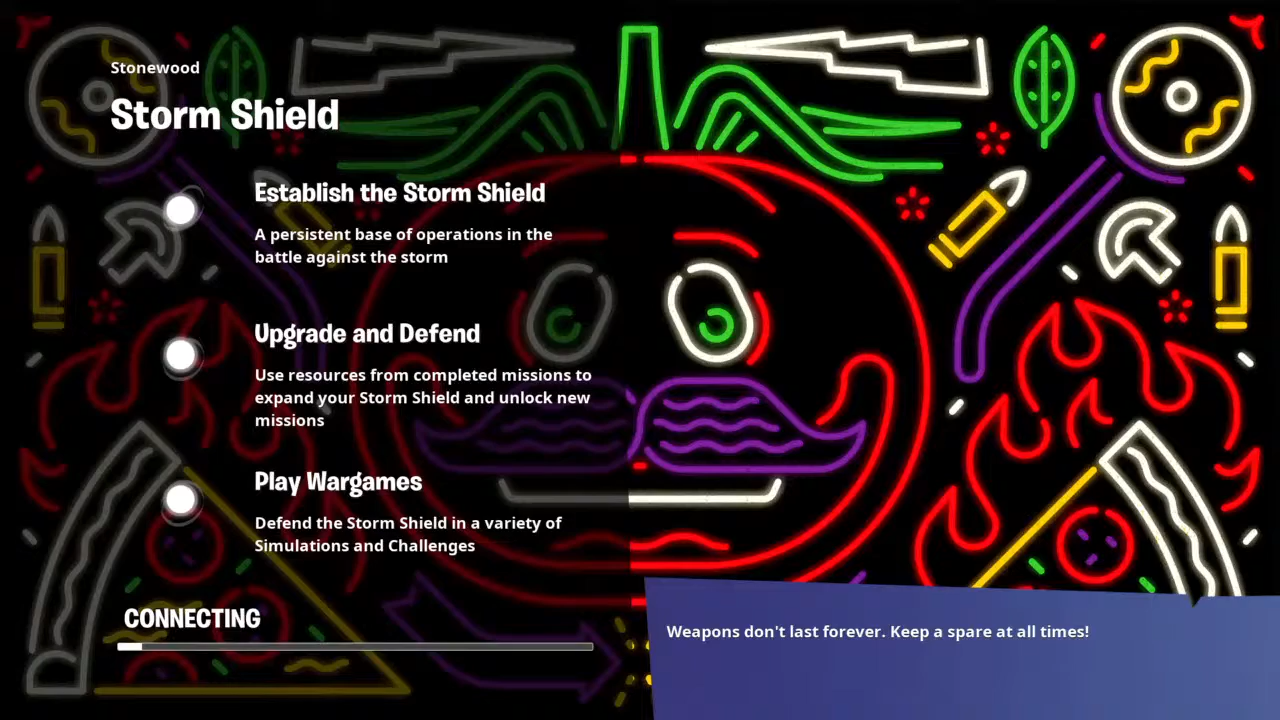 Stonewood
Storm Shield
Establish the Storm Shield
A persistent base of operations in the
battle against the storm
Upgrade and Defend
Use resources from completed missions to
expand your Storm Shield and unlock new
missions
Play Wargames
Defend the Storm Shield in a variety of
Simulations and Challenges
CONNECTING
Weapons don't last forever. Keep a spare at all times!